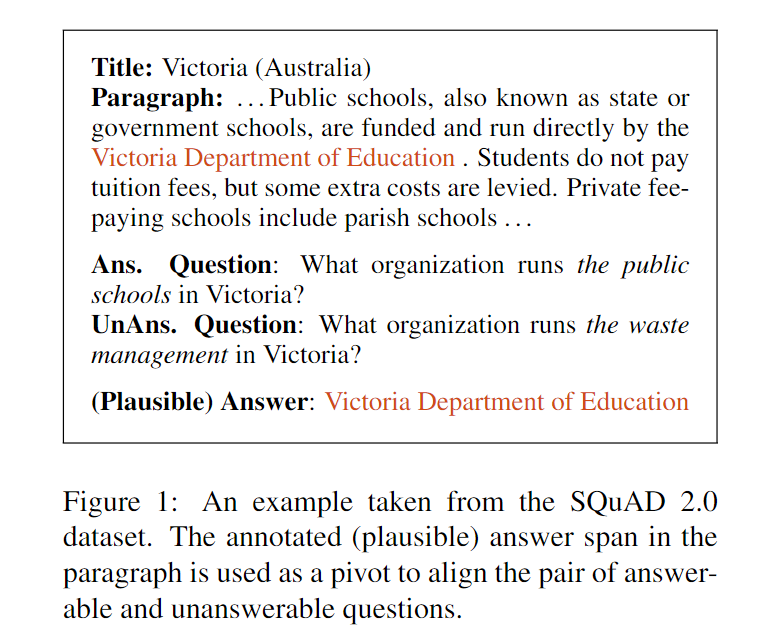 Title: Victoria (Australia)
Paragraph: ...Public schools, also known as state or
government schools, are funded and run directly by the
Victoria Department of Education . Students do not pay
tuition fees, but some extra costs are levied. Private fee-
paying schools include parish schools ...
Ans. Question: What organization runs the public
schools in Victoria?
UnAns. Question: What organization runs the waste
management in Victoria?
(Plausible) Answer: Victoria Department of Education
Figure 1: An example taken from the SQuAD 2.0
dataset. The annotated (plausible) answer span in the
paragraph is used as a pivot to align the pair of answer-
able and unanswerable questions.